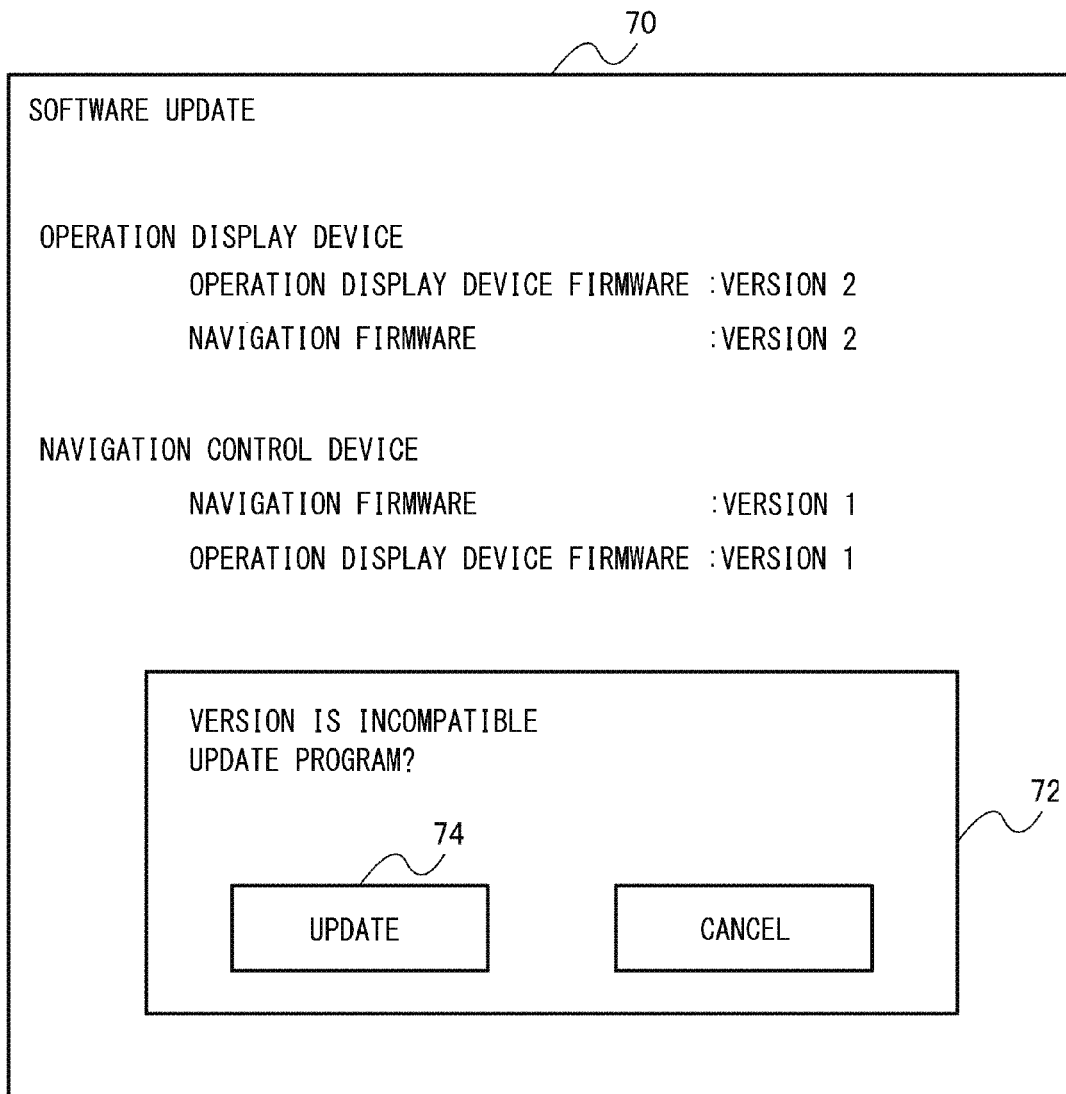 70
SOFTWARE UPDATE
OPERATION DISPLAY DEVICE
OPERATION DISPLAY DEVICE FIRMWARE :VERSION 2
NAVIGATION FIRMWARE :VERSION 2
NAVIGATION CONTROL DEVICE
NAVIGATION FIRMWARE :VERSION 1
OPERATION DISPLAY DEVICE FIRMWARE :VERSION 1
VERSION IS INCOMPATIBLE
UPDATE PROGRAM?
72
74
UPDATE CANCEL